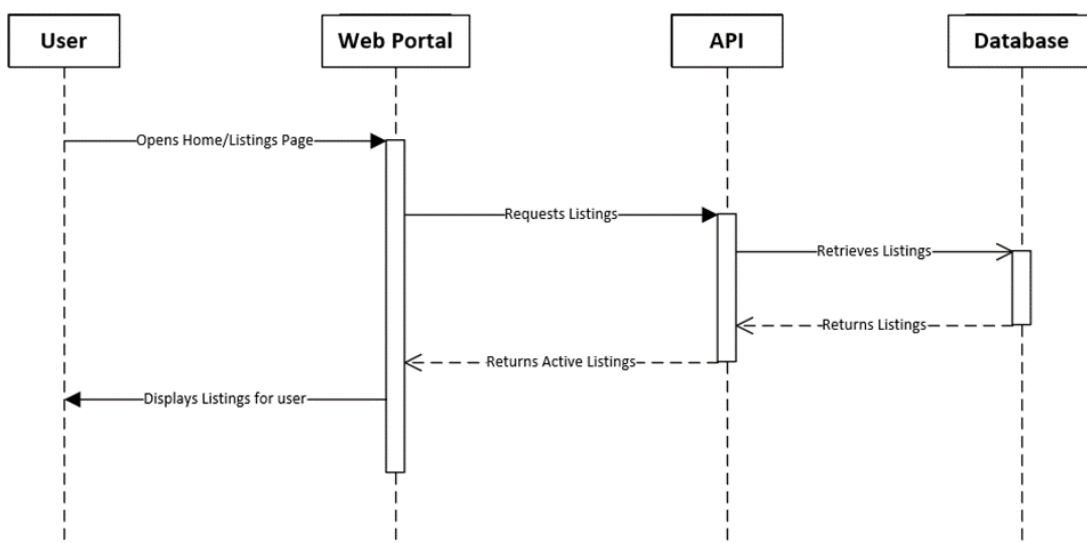 User
Web Portal
API
Database
Opens Home/Listings Page
Requests Listings
Retrieves Listings
Returns Listings
Returns Active Listings
Displays Listings for user